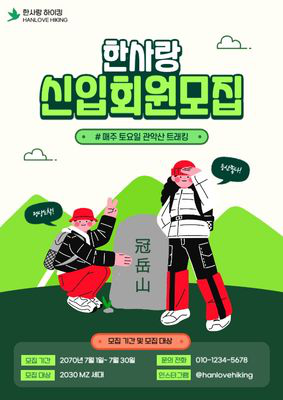 한사랑 하이킹
HANLOVE HIKING
한사랑
신입회원모집
# 매주 토요일 관악산 트래킹
정상도착!
冠岳山
모집 기간 및 모집 대상
모집 기간 2070년 7월 1일~ 7월 30일 문의 전화 010-1234-5678
모집 대상 2030 MZ 세대 인스타그램 @hanlovehiking